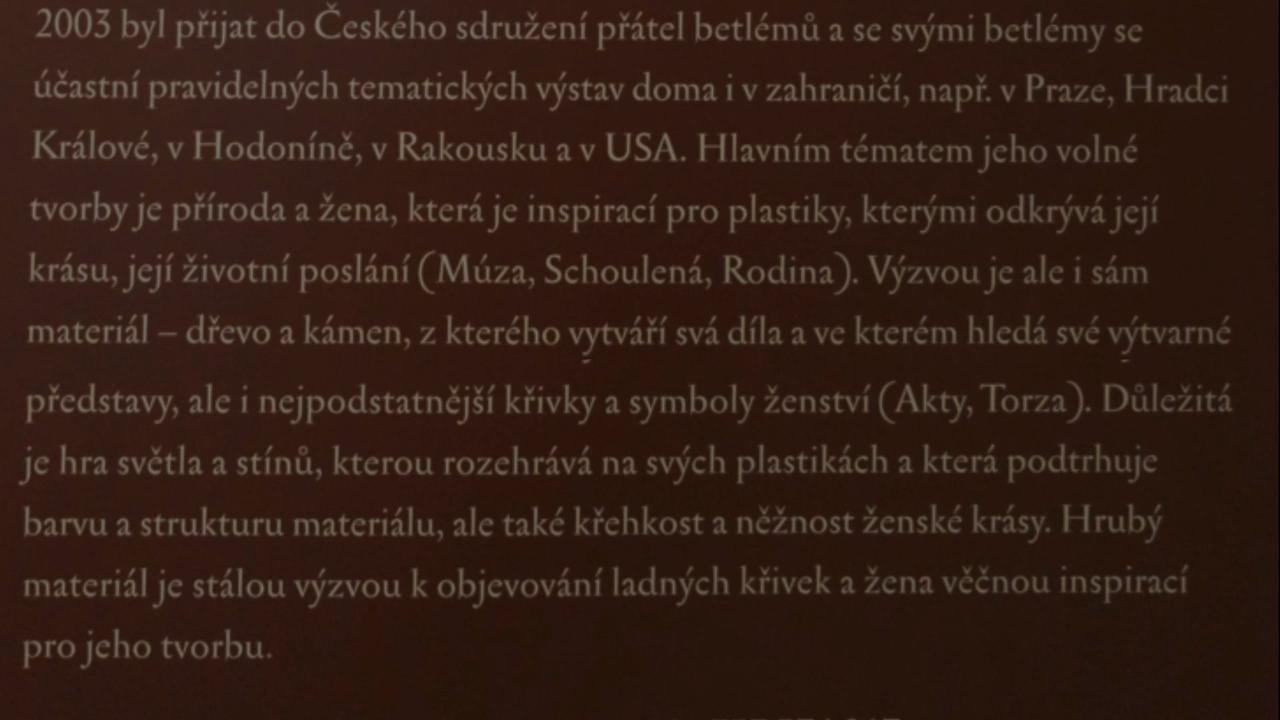 2003 byl přijat do Českého sdružení přátel betlémů a se svými betlémy se
účastní pravidelných tematických výstav doma i v zahraničí, např. v Praze, Hradci
Králové, v Hodoníně, v Rakousku a v USA. Hlavním tématem jeho volné
tvorby je příroda a žena, která je inspirací pro plastiky, kterými odkrývá její
krásu, její životní poslání (Múza, Schoulená, Rodina). Výzvou je ale i sám
materiál – dřevo a kámen, z kterého vytváří svá díla a ve kterém hledá své výtvarné
představy, ale i nejpodstatnější křivky a symboly ženství (Akty, Torza). Důležitá
je hra světla a stínů, kterou rozehrává na svých plastikách a která podtrhuje
barvu a strukturu materiálu, ale také křehkost a něžnost ženské krásy. Hrubý
materiál je stálou výzvou k objevování ladných křivek a žena věčnou inspirací
pro jeho tvorbu.